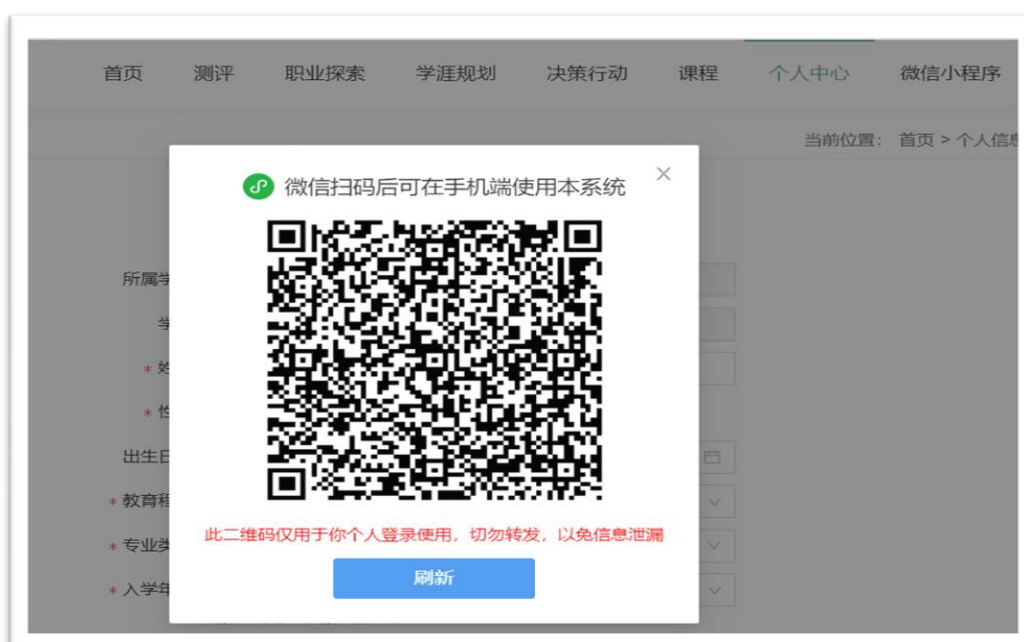 首页 测评 职业探索 学涯规划 决策行动 课程 个人中心 微信小程序
当前位置： 首页 > 个人信息
微信扫码后可在手机端使用本系统
所属学
学
* 姓
* 性
出生日
* 教育程
* 专业类
* 入学年
此二维码仅用于你个人登录使用，切勿转发，以免信息泄漏
刷新